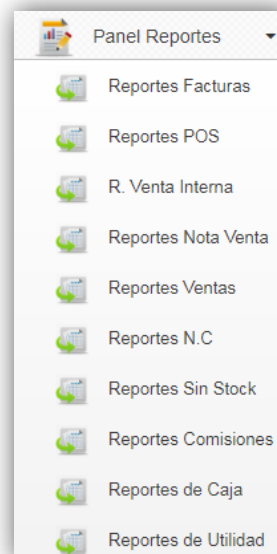 Panel Reportes
Reportes Facturas
Reportes POS
R. Venta Interna
Reportes Nota Venta
Reportes Ventas
Reportes N.C
Reportes Sin Stock
Reportes Comisiones
Reportes de Caja
Reportes de Utilidad